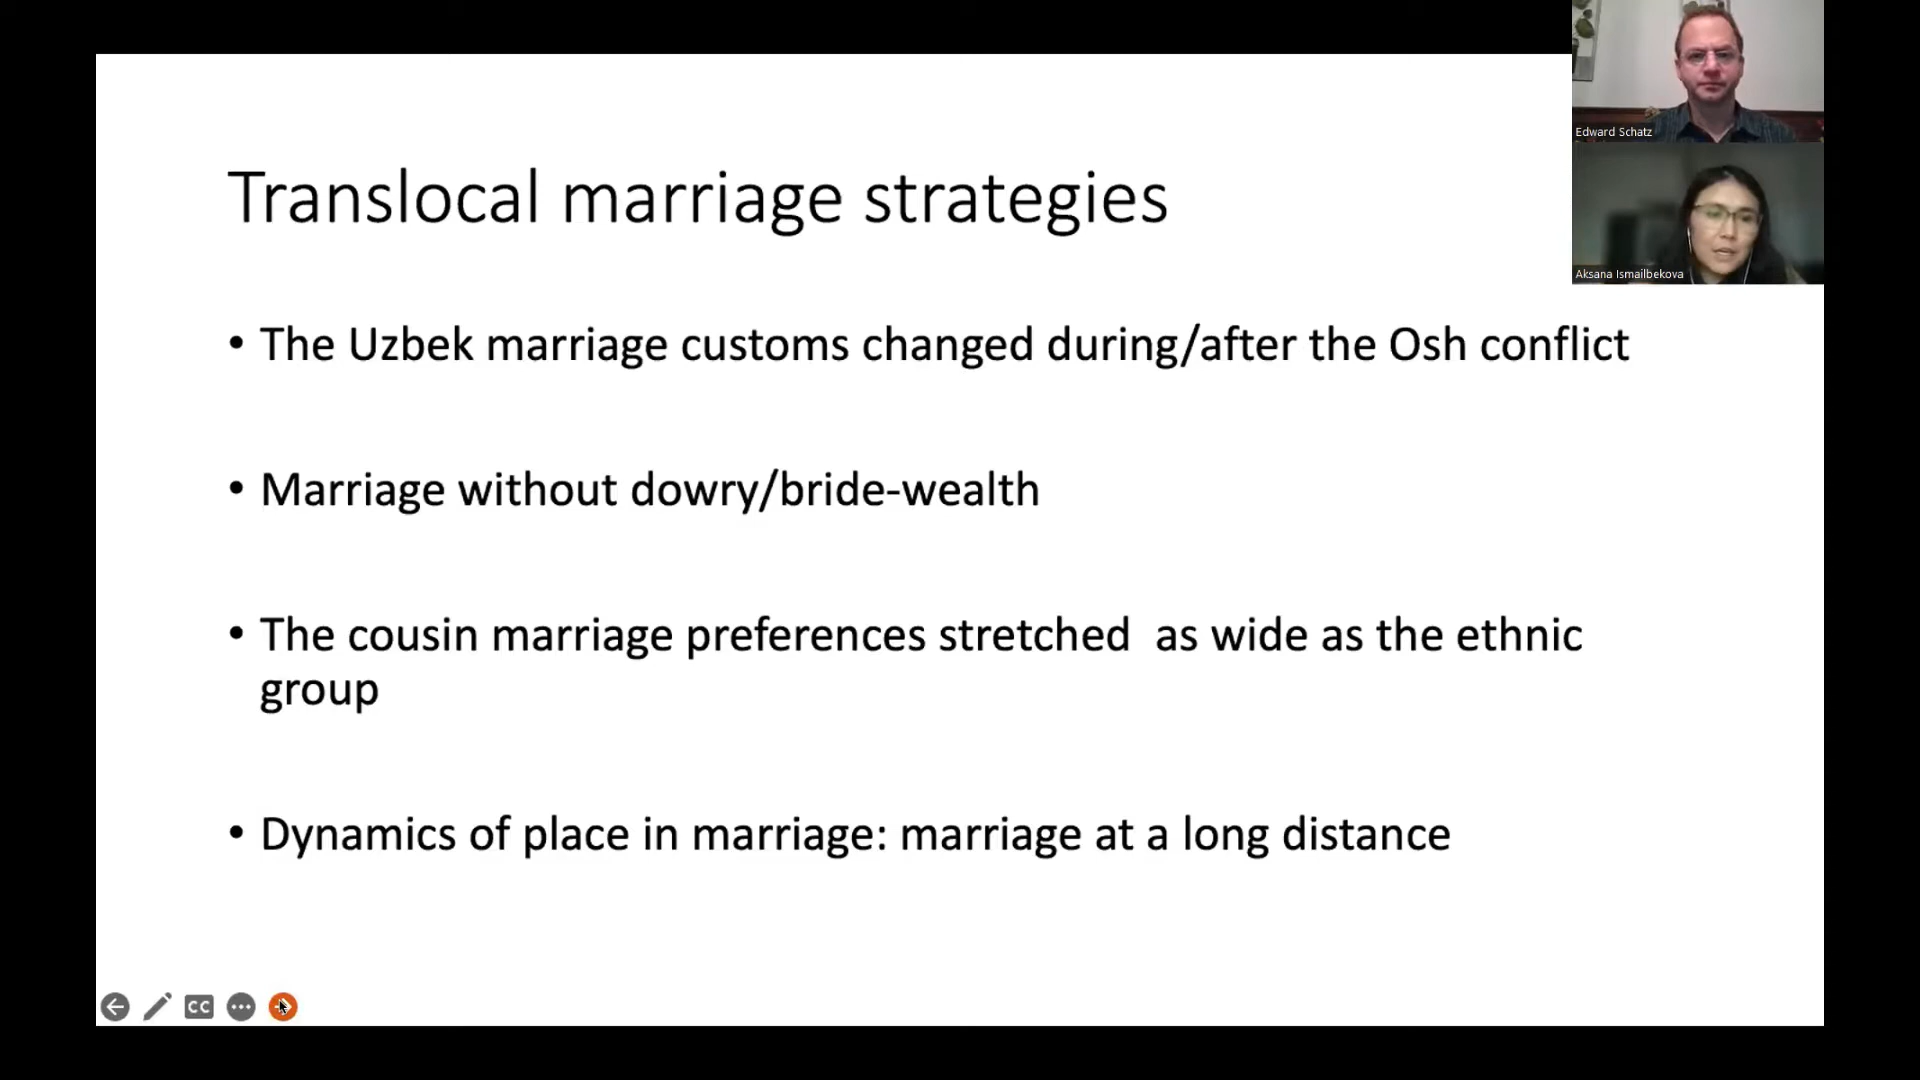 Edward Schatz
Aksana Ismailbekova
Translocal marriage strategies
• The Uzbek marriage customs changed during/after the Osh conflict
• Marriage without dowry/bride-wealth
• The cousin marriage preferences stretched  as wide as the ethnic
group
• Dynamics of place in marriage: marriage at a long distance
CC